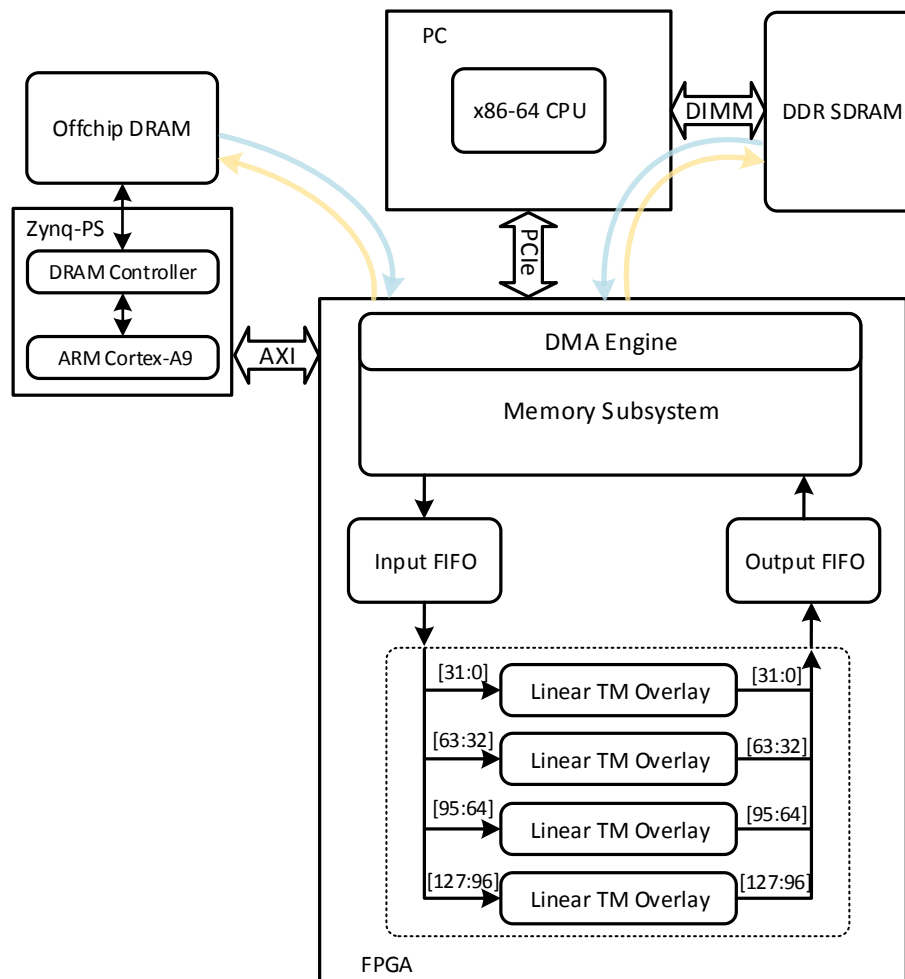 PC
x86-64 CPU
DIMM
DDR SDRAM
Offchip DRAM
Zynq-PS
DRAM Controller
ARM Cortex-A9
AXI
PCIe
DMA Engine
Memory Subsystem
Input FIFO
Output FIFO
[31:0] Linear TM Overlay [31:0]
[63:32] Linear TM Overlay [63:32]
[95:64] Linear TM Overlay [95:64]
[127:96] Linear TM Overlay [127:96]
FPGA